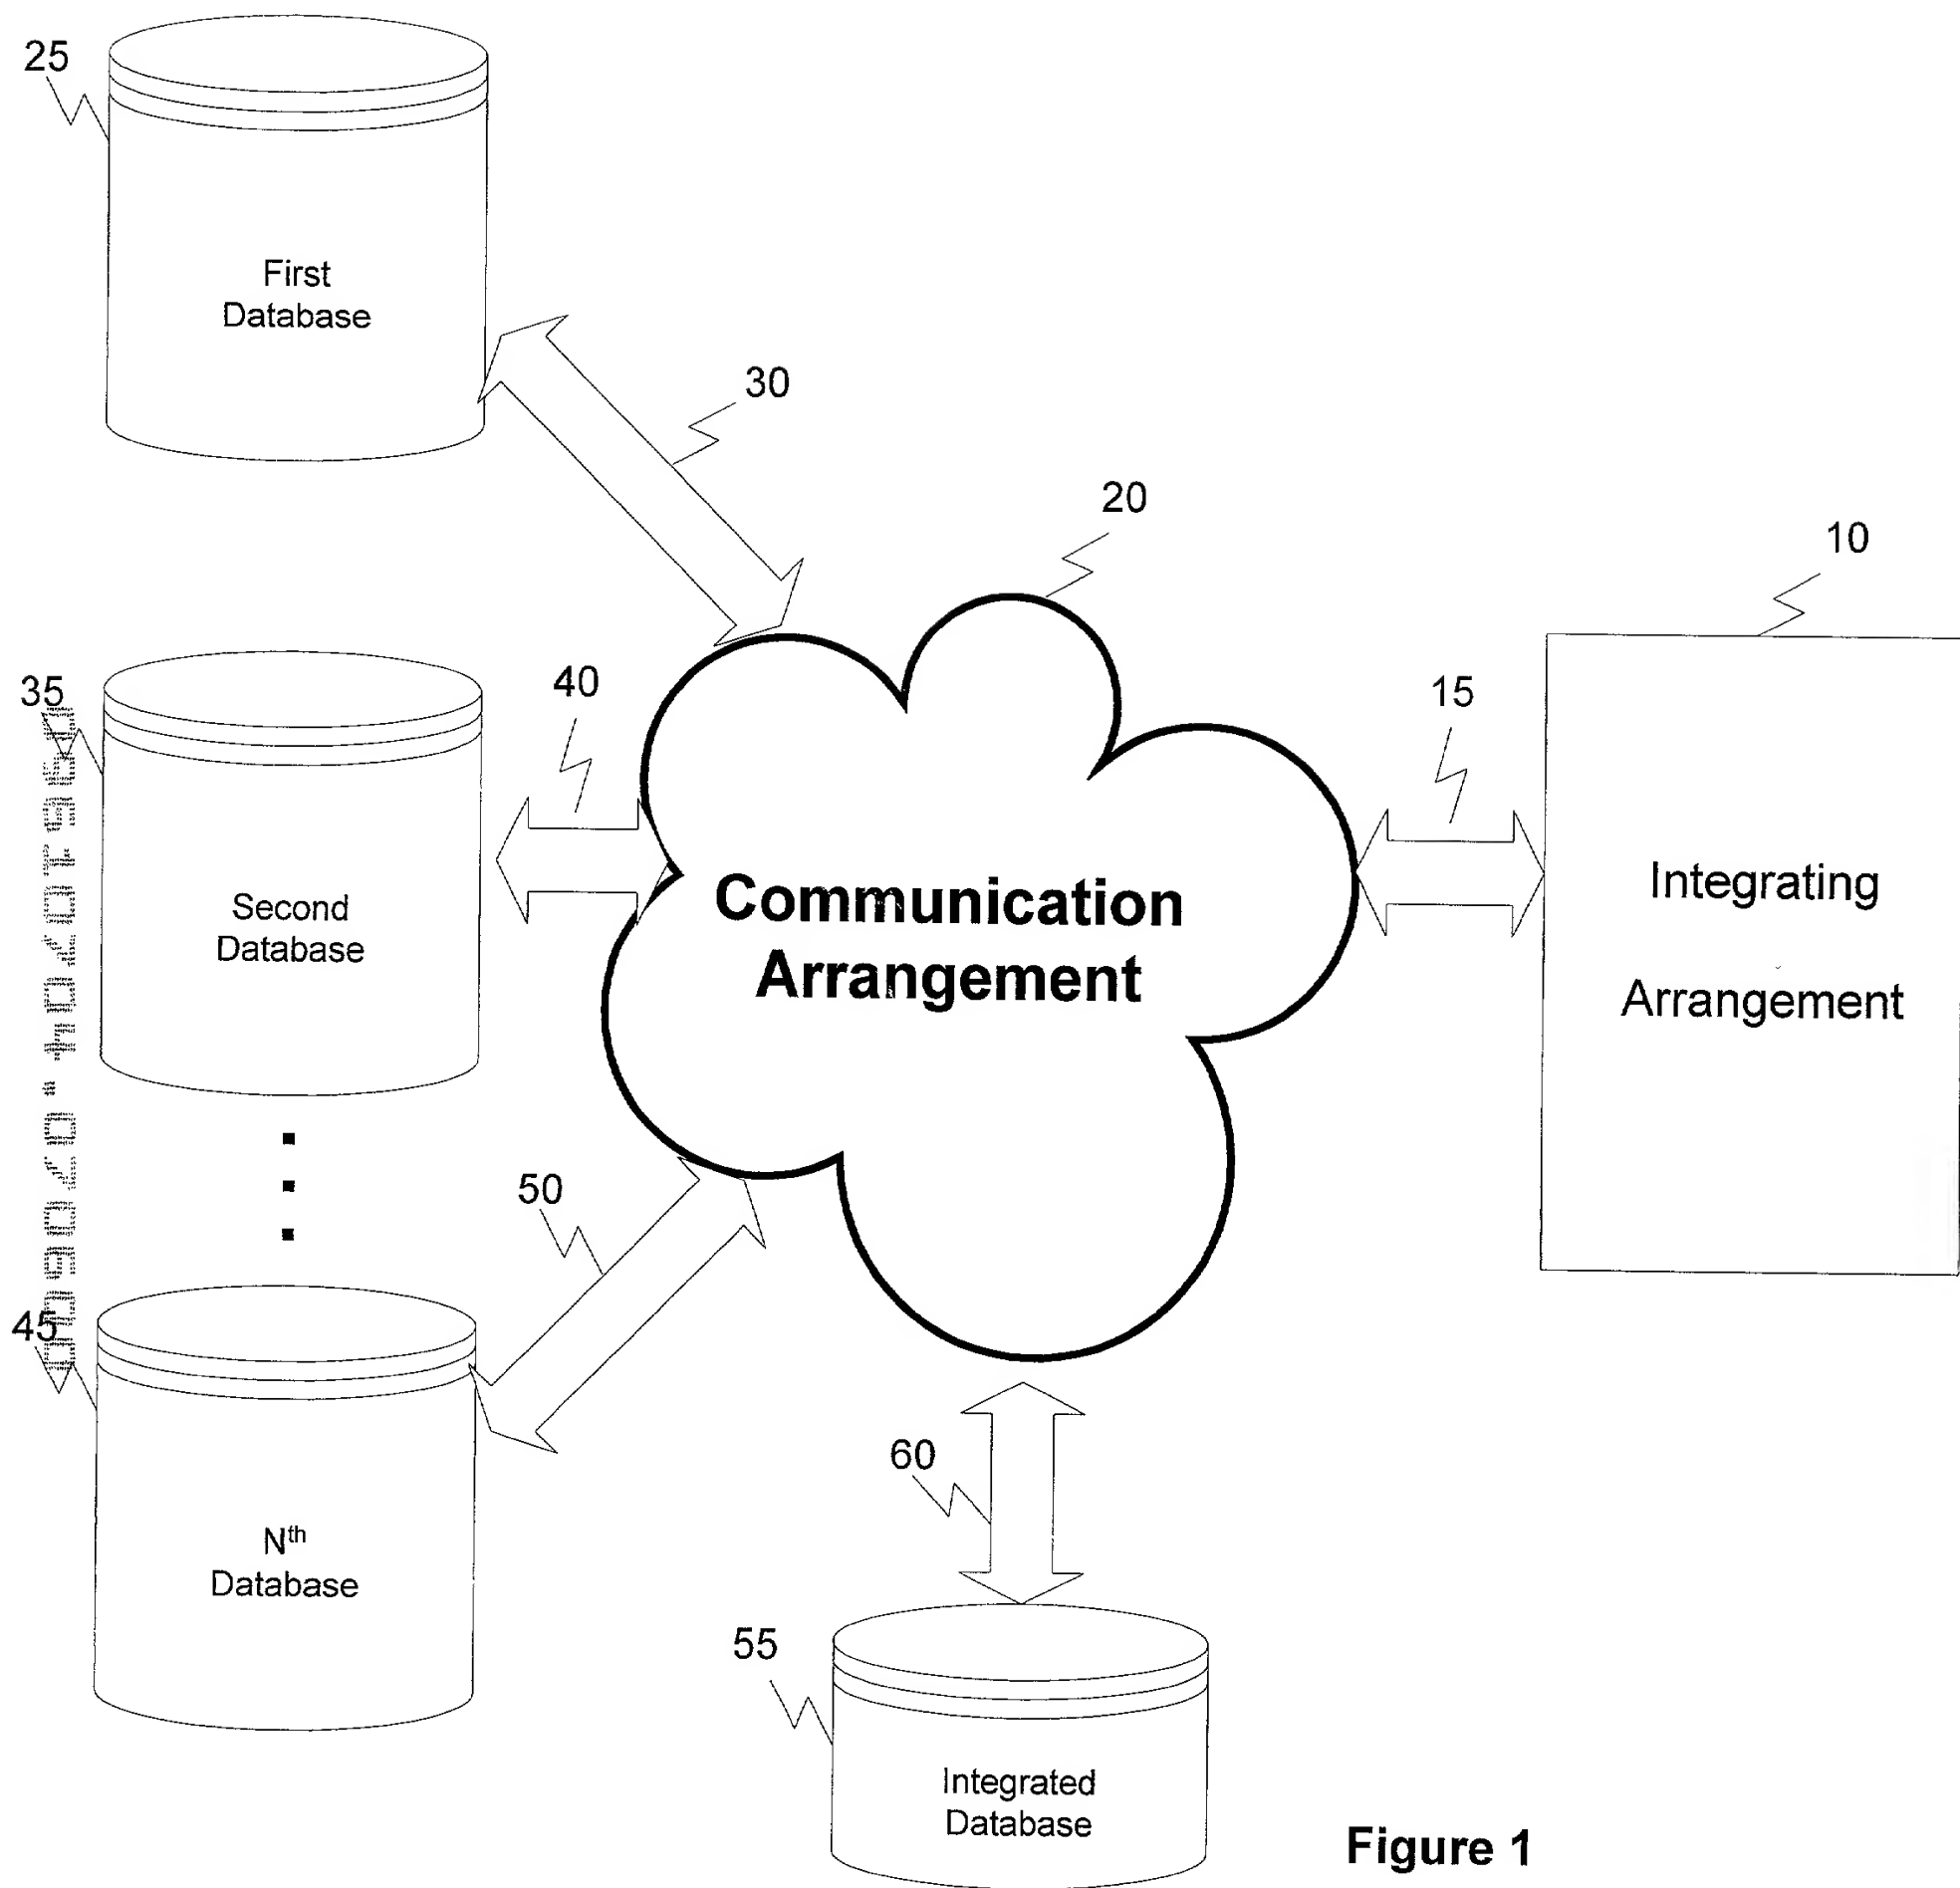 25
First
Database
30
20
10
35
40
15
Second
Database
Communication
Arrangement
Integrating
Arrangement
50
45
60
Nth
Database
55
Integrated
Database
Figure 1